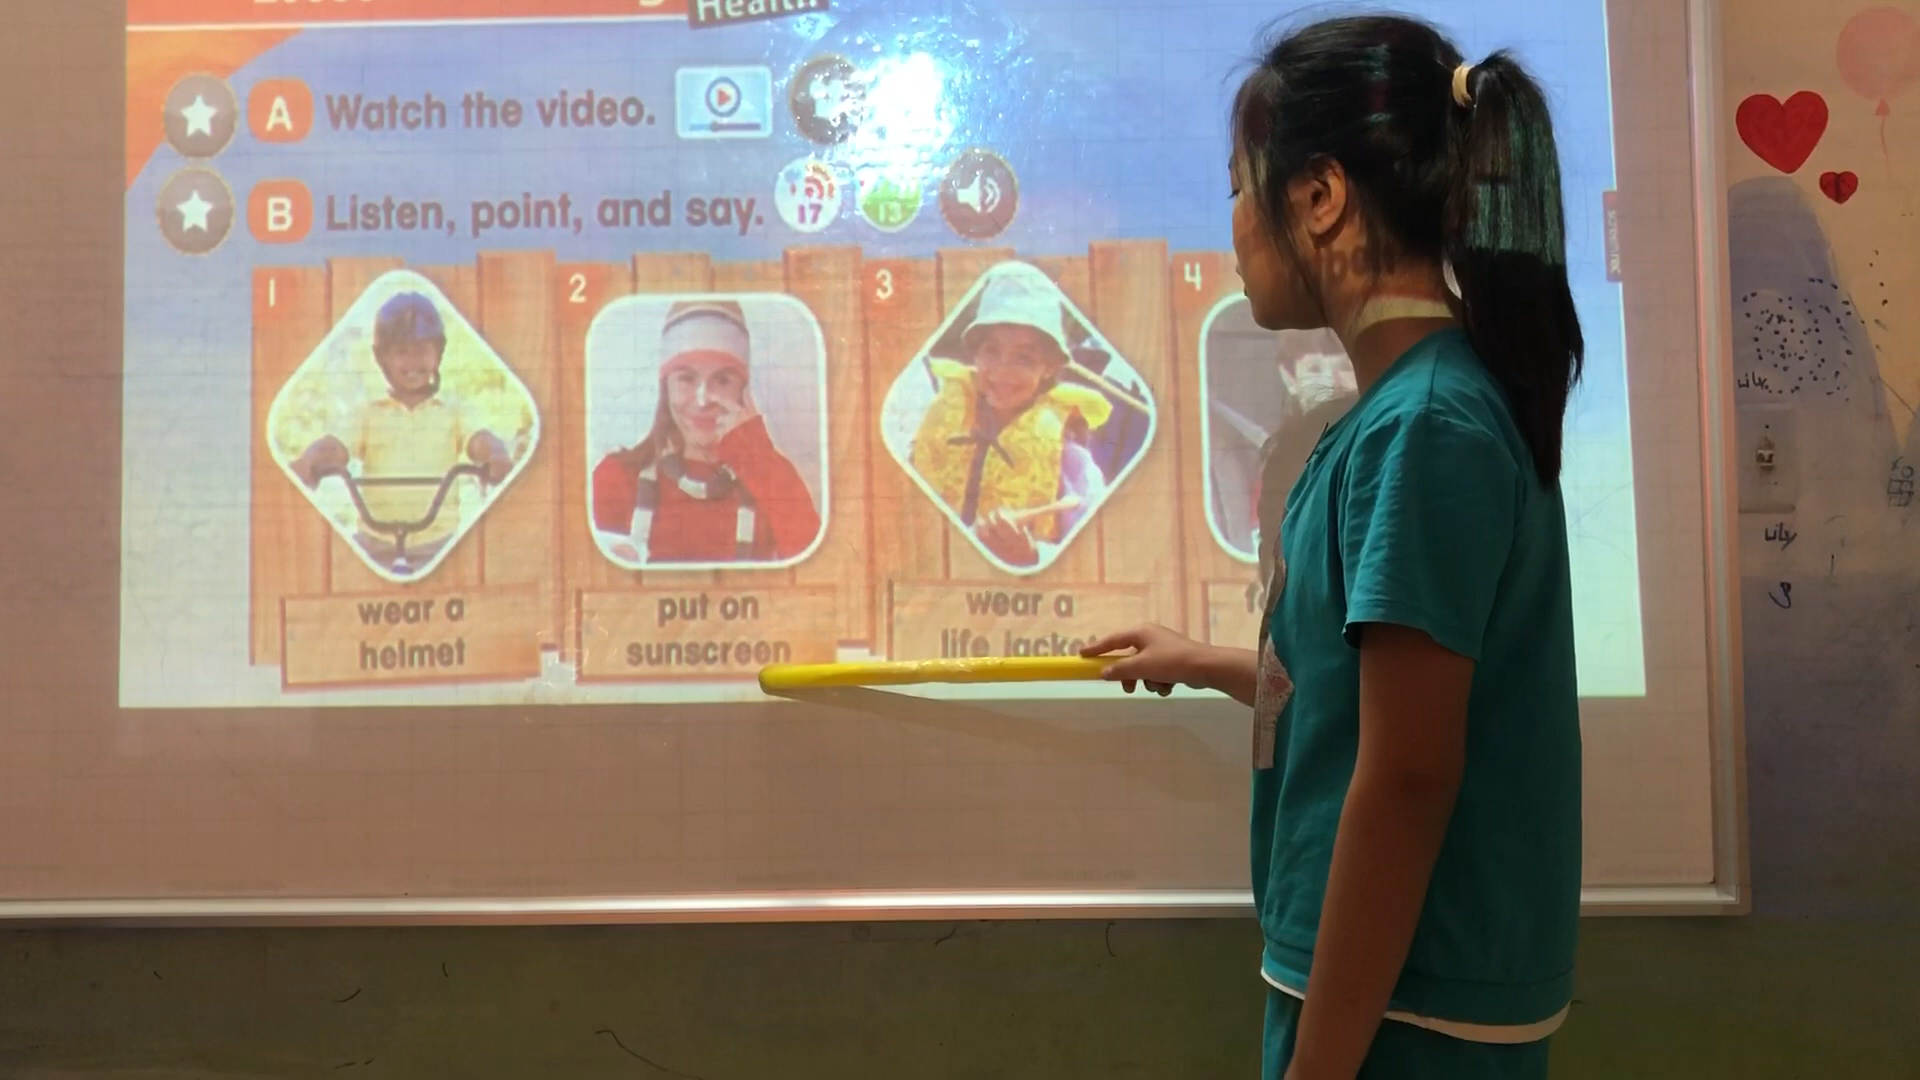 Health
A Watch the video.
B Listen, point, and say. 17 13
1
2
3
4
wear a
helmet
put on
sunscreen
wear a
life jacket